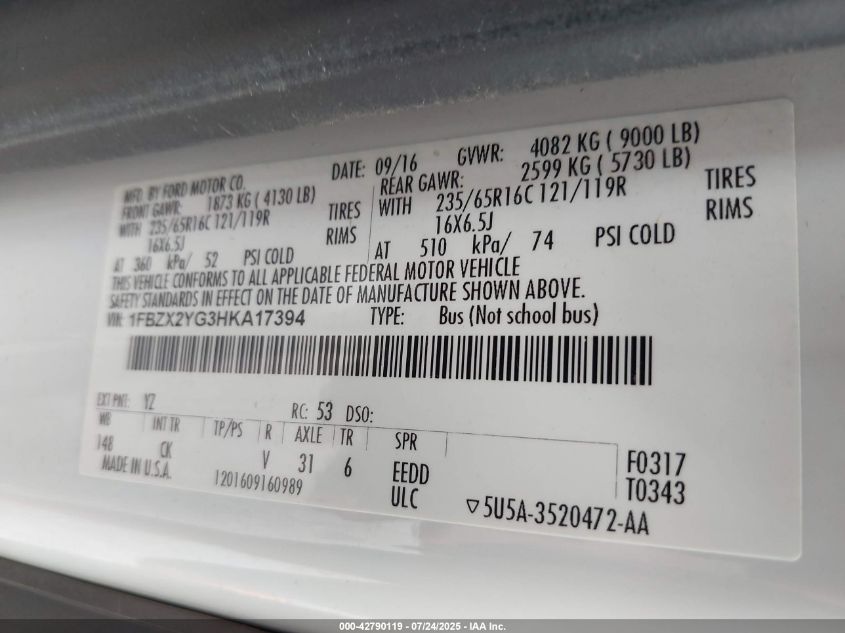 MFD. BY FORD MOTOR CO. DATE: 09/16 GVWR: 4082 KG ( 9000 LB)
FRONT GAWR: 1873 KG ( 4130 LB) REAR GAWR: 2599 KG ( 5730 LB)
WITH 235/65R16C 121/119R TIRES WITH 235/65R16C 121/119R TIRES
16X6.5J RIMS 16X6.5J RIMS
AT 360 kPa/ 52 PSI COLD AT 510 kPa/ 74 PSI COLD
THIS VEHICLE CONFORMS TO ALL APPLICABLE FEDERAL MOTOR VEHICLE
SAFETY STANDARDS IN EFFECT ON THE DATE OF MANUFACTURE SHOWN ABOVE.
VIN: 1FBZX2YG3HKA17394 TYPE: Bus (Not school bus)
EXT PNT: YZ RC: 53 DSO:
WB INT TR TP/PS R AXLE TR SPR
148 CK V 31 6 EEDD F0317
MADE IN U.S.A. 1201609160989 ULC T0343
▽5U5A-3520472-AA
000-42790119 - 07/24/2025 - IAA Inc.